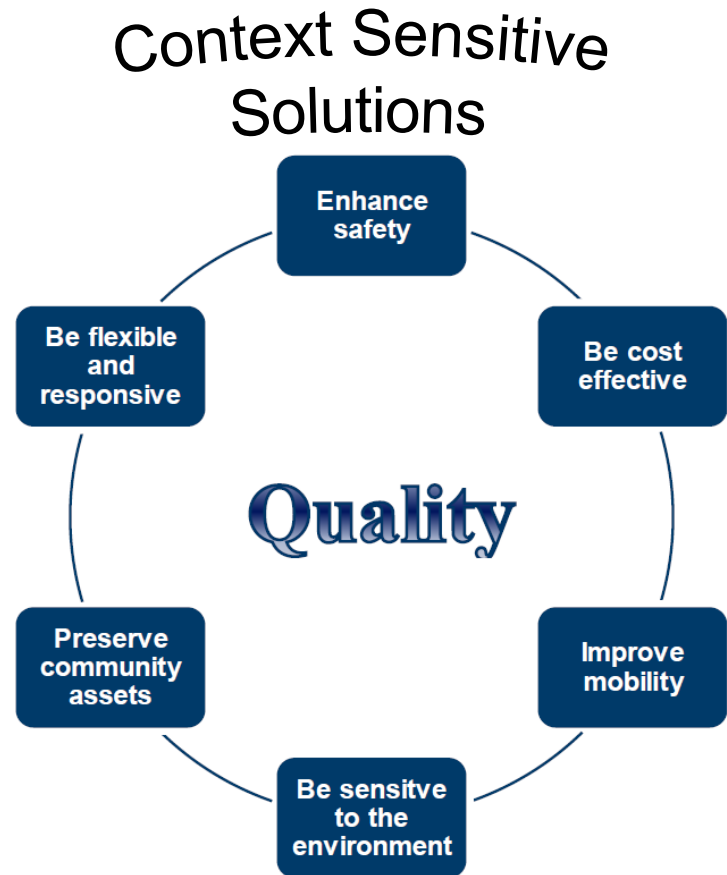 Context Sensitive
Solutions
Enhance
safety
Be flexible
and
responsive
Be cost
effective
Quality
Preserve
community
assets
Improve
mobility
Be sensitve
to the
environment